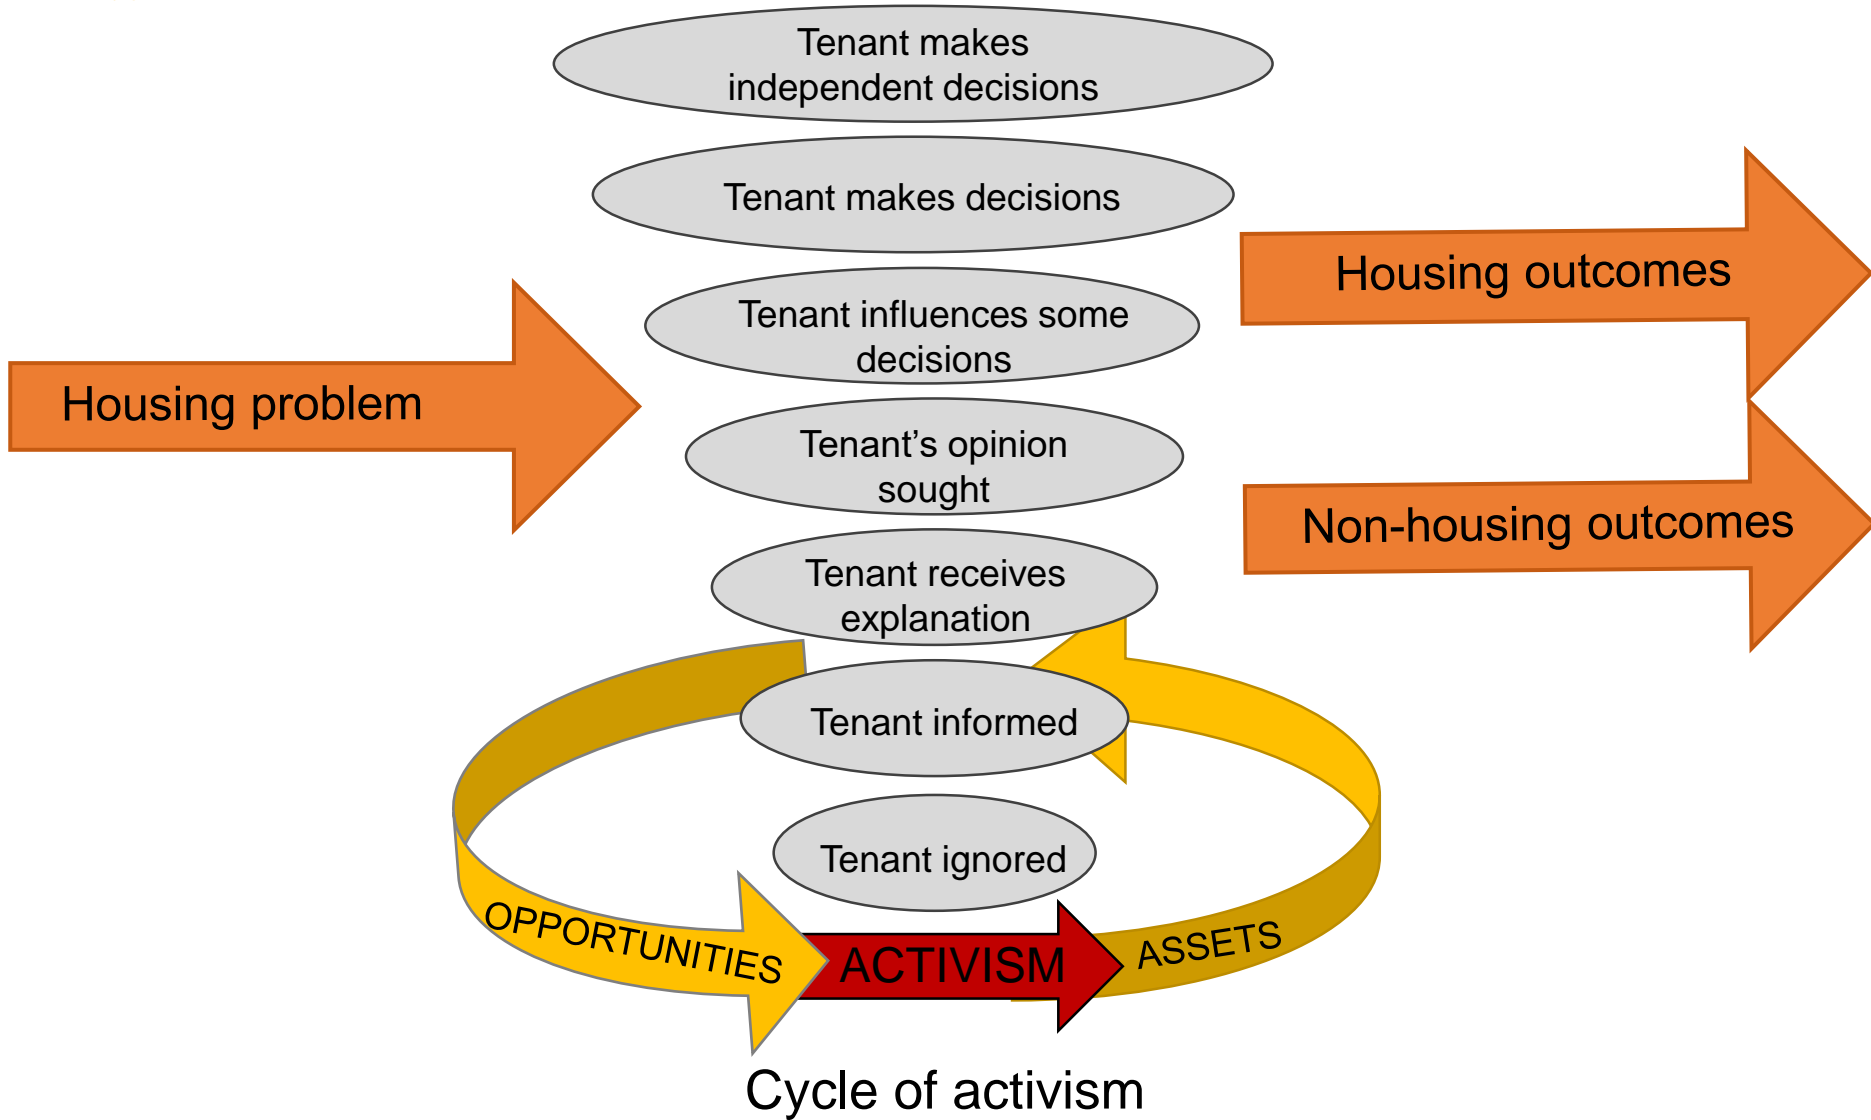 Tenant makes
independent decisions
Tenant makes decisions
Tenant influences some
decisions
Tenant’s opinion
sought
Tenant receives
explanation
Tenant informed
Tenant ignored
Housing problem
Housing outcomes
Non-housing outcomes
OPPORTUNITIES
ACTIVISM
ASSETS
Cycle of activism